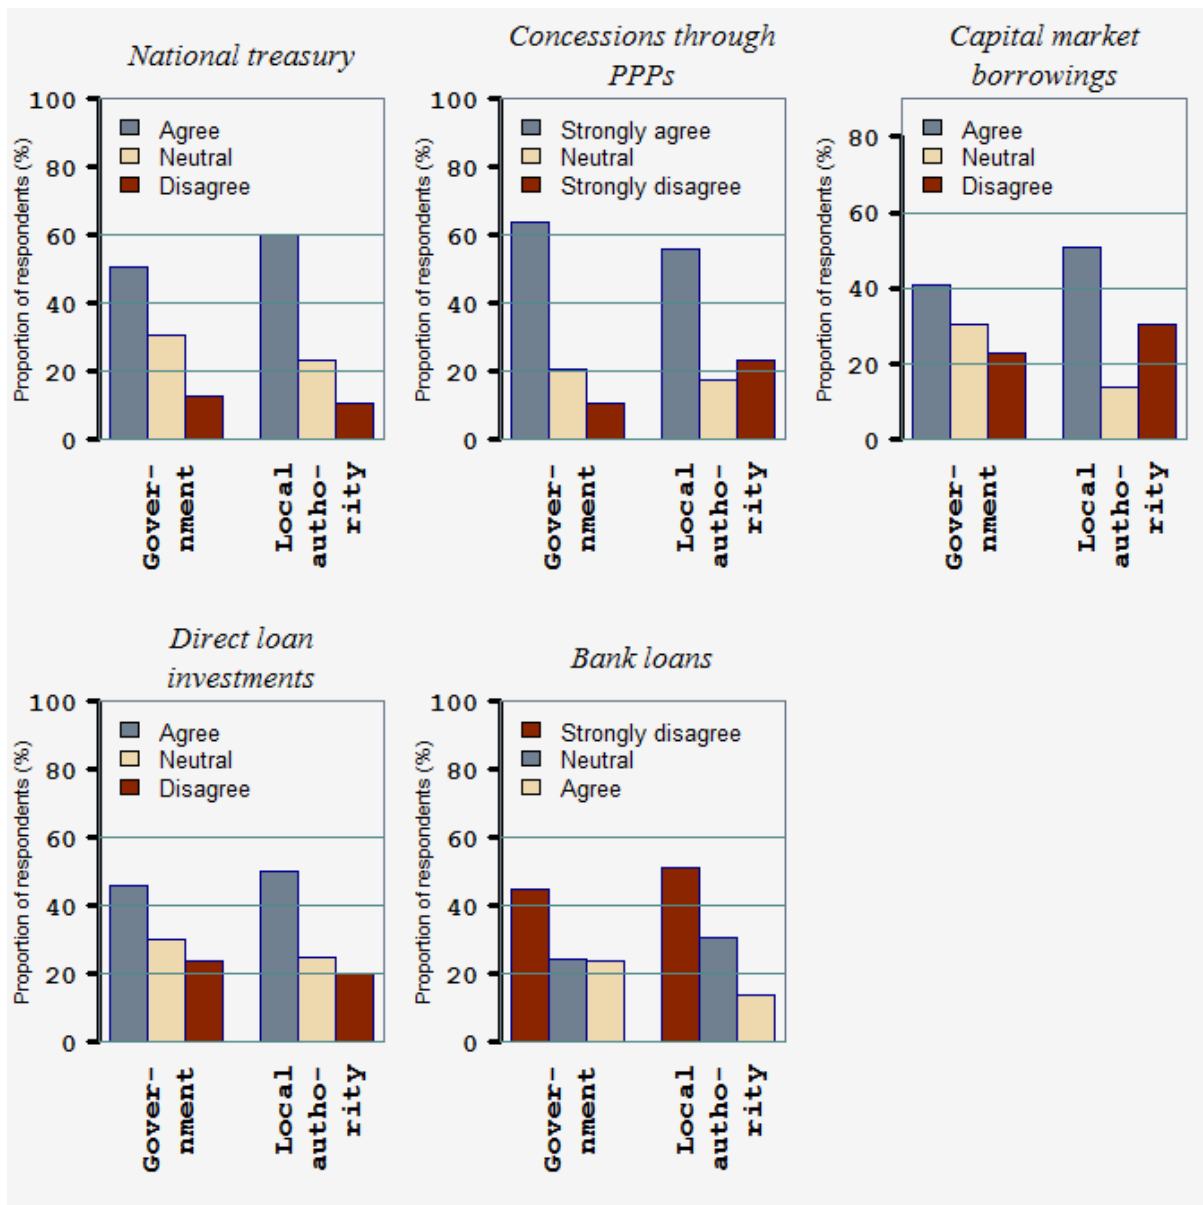 National treasury
Proportion of respondents (%)
100
80
60
40
20
0
Agree
Neutral
Disagree
Gover-
nment
Local
autho-
rity
Concessions through
PPPs
Proportion of respondents (%)
100
80
60
40
20
0
Strongly agree
Neutral
Strongly disagree
Gover-
nment
Local
autho-
rity
Capital market
borrowings
Proportion of respondents (%)
80
60
40
20
0
Agree
Neutral
Disagree
Gover-
nment
Local
autho-
rity
Direct loan
investments
Proportion of respondents (%)
100
80
60
40
20
0
Agree
Neutral
Disagree
Gover-
nment
Local
autho-
rity
Bank loans
Proportion of respondents (%)
100
80
60
40
20
0
Strongly disagree
Neutral
Agree
Gover-
nment
Local
autho-
rity